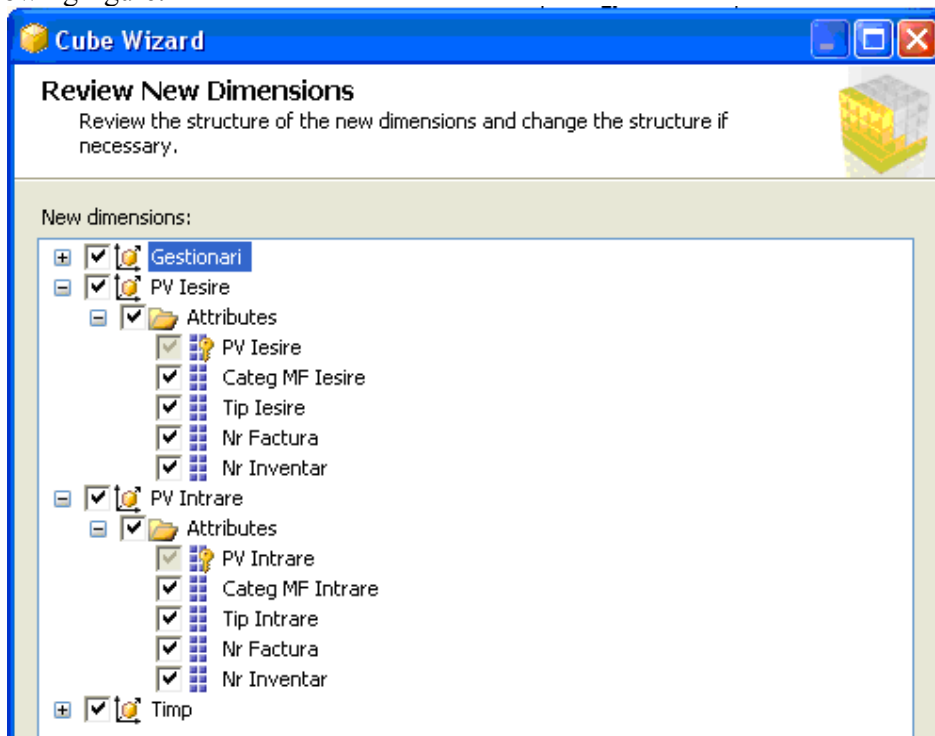 Cube Wizard
Review New Dimensions
Review the structure of the new dimensions and change the structure if
necessary.
New dimensions:
Gestionari
PV Iesire
Attributes
PV Iesire
Categ MF Iesire
Tip Iesire
Nr Factura
Nr Inventar
PV Intrare
Attributes
PV Intrare
Categ MF Intrare
Tip Intrare
Nr Factura
Nr Inventar
Timp